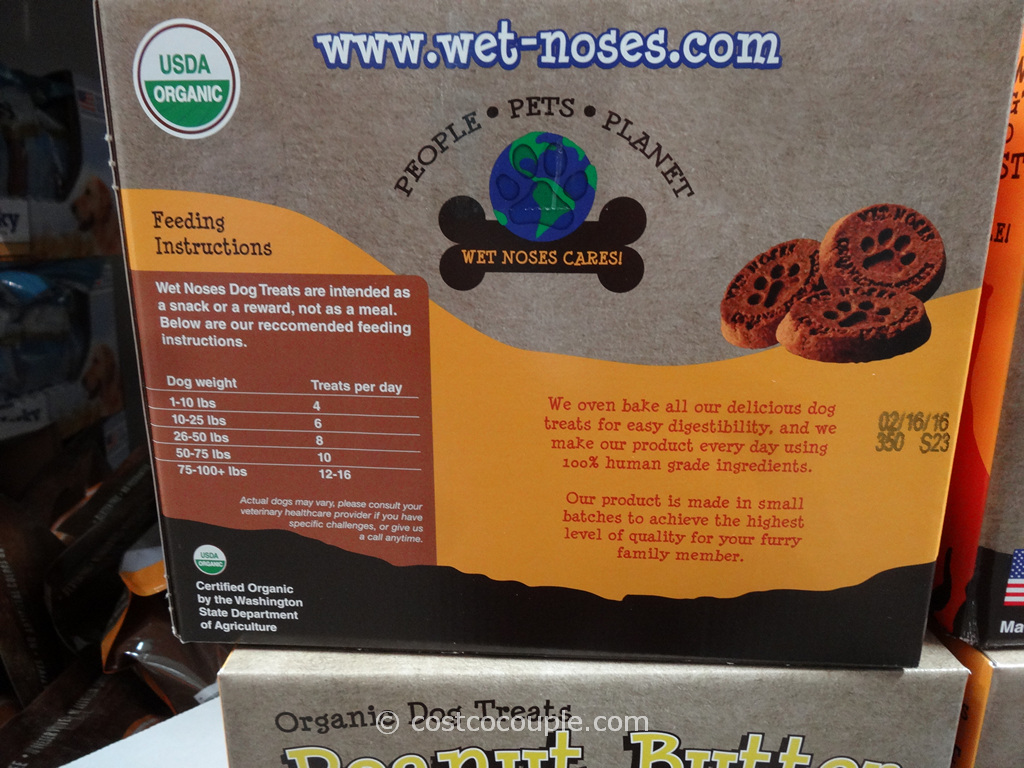 USDA
ORGANIC
www.wet-noses.com
PEOPLE • PETS • PLANET
WET NOSES CARES!
Feeding
Instructions
Wet Noses Dog Treats are intended as
a snack or a reward, not as a meal.
Below are our reccomended feeding
instructions.
Dog weight Treats per day
1-10 lbs 4
10-25 lbs 6
26-50 lbs 8
50-75 lbs 10
75-100+ lbs 12-16
Actual dogs may vary, please consult your
veterinary healthcare provider if you have
specific challenges, or give us
a call anytime.
WET NOSES
WET NOSES
We oven bake all our delicious dog
treats for easy digestibility, and we
make our product every day using
100% human grade ingredients.
Our product is made in small
batches to achieve the highest
level of quality for your furry
family member.
02/16/16
350 S23
USDA
ORGANIC
Certified Organic
by the Washington
State Department
of Agriculture
Organic Dog Treats
Peanut Butter
© costcocouple.com
Ma